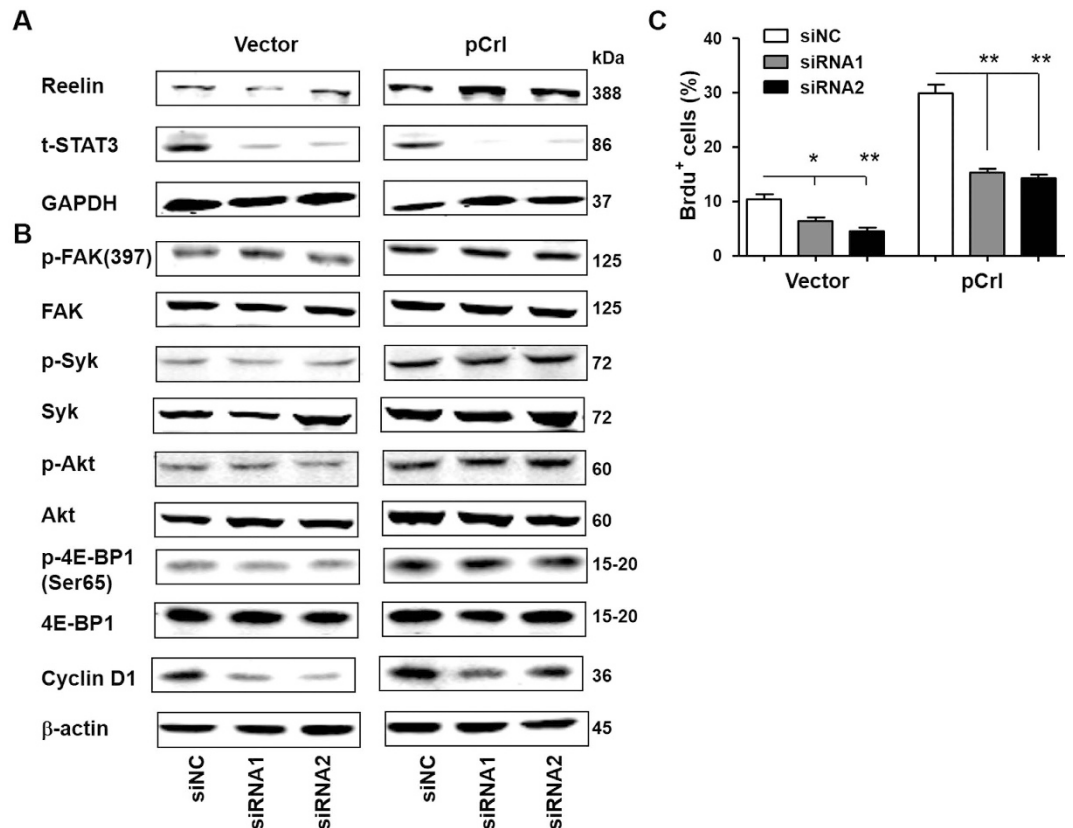 A
Vector
pCrl
kDa
Reelin
388
t-STAT3
86
GAPDH
37
B
p-FAK(397)
125
FAK
125
p-Syk
72
Syk
72
p-Akt
60
Akt
60
p-4E-BP1
(Ser65)
15-20
4E-BP1
15-20
Cyclin D1
36
β-actin
45
siNC
siRNA1
siRNA2
siNC
siRNA1
siRNA2
C
siNC
siRNA1
siRNA2
Brdu+ cells (%)
40
30
20
10
0
*
**
**
**
Vector
pCrl